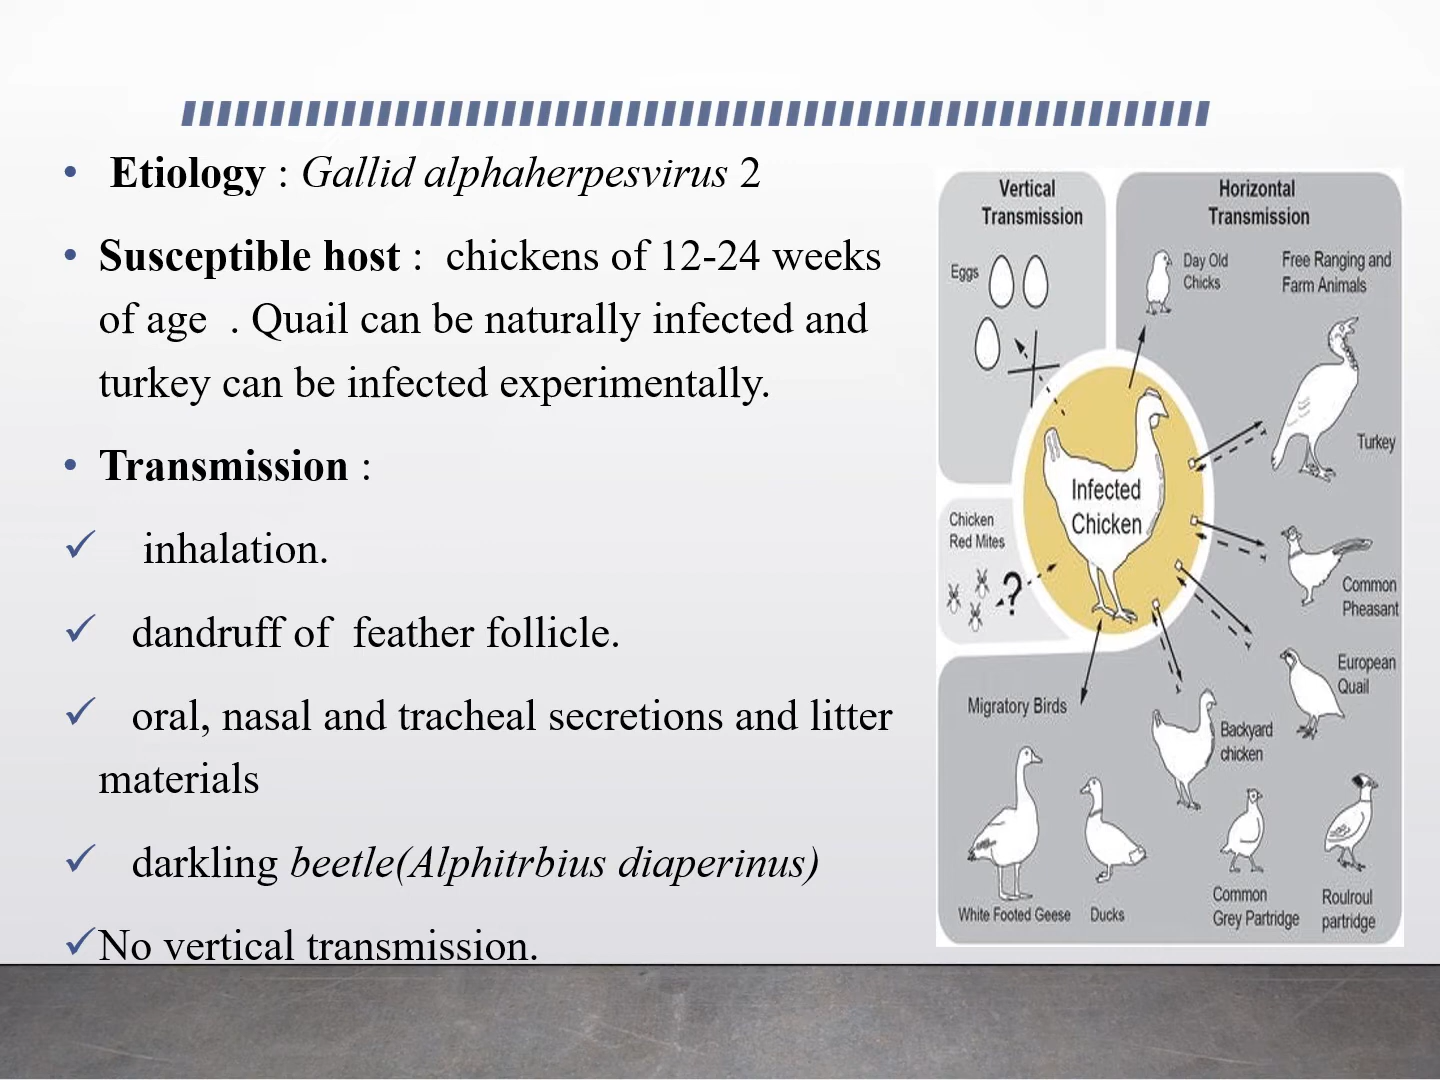 • Etiology : Gallid alphaherpesvirus 2
• Susceptible host : chickens of 12-24 weeks
of age . Quail can be naturally infected and
turkey can be infected experimentally.
• Transmission :
✓ inhalation.
✓ dandruff of feather follicle.
✓ oral, nasal and tracheal secretions and litter
materials
✓ darkling beetle(Alphitrbius diaperinus)
✓No vertical transmission.
Vertical
Transmission
Horizontal
Transmission
Eggs
Day Old
Chicks
Free Ranging and
Farm Animals
Turkey
Infected
Chicken
Chicken
Red Mites
?
Common
Pheasant
European
Quail
Migratory Birds
Backyard
chicken
White Footed Geese
Ducks
Common
Grey Partridge
Roulroul
partridge